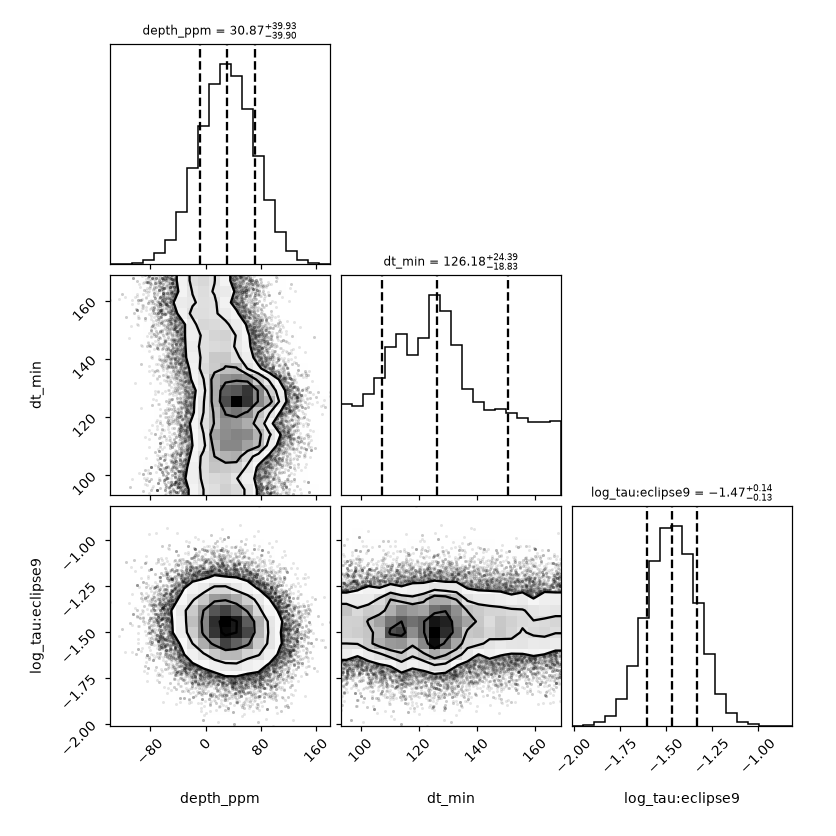 depth_ppm = 30.87+39.93 −39.90
dt_min = 126.18+24.39 −18.83
160
140
120
100
dt_min
log_tau:eclipse9 = −1.47+0.14 −0.13
−1.00
−1.25
−1.50
−1.75
−2.00
log_tau:eclipse9
−80 0 80 160
100 120 140 160
−2.00 −1.75 −1.50 −1.25 −1.00
depth_ppm dt_min log_tau:eclipse9